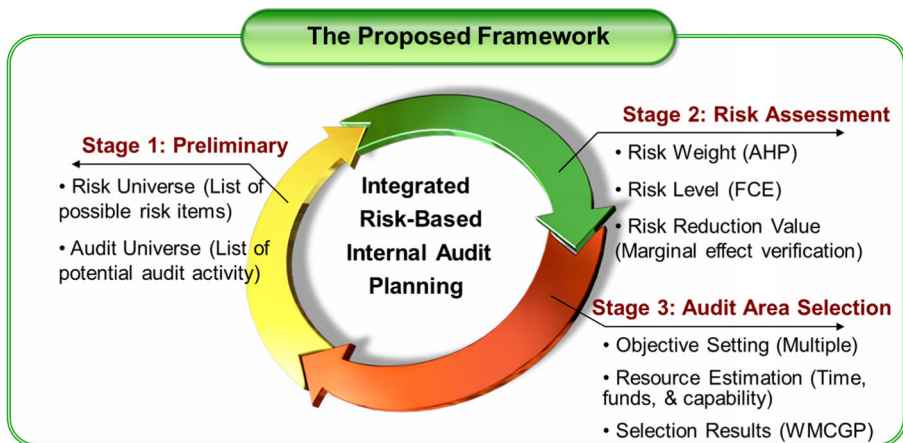 The Proposed Framework
Stage 1: Preliminary
• Risk Universe (List of
possible risk items)
• Audit Universe (List of
potential audit activity)
Integrated
Risk-Based
Internal Audit
Planning
Stage 2: Risk Assessment
• Risk Weight (AHP)
• Risk Level (FCE)
• Risk Reduction Value
(Marginal effect verification)
Stage 3: Audit Area Selection
• Objective Setting (Multiple)
• Resource Estimation (Time,
funds, & capability)
• Selection Results (WMCGP)